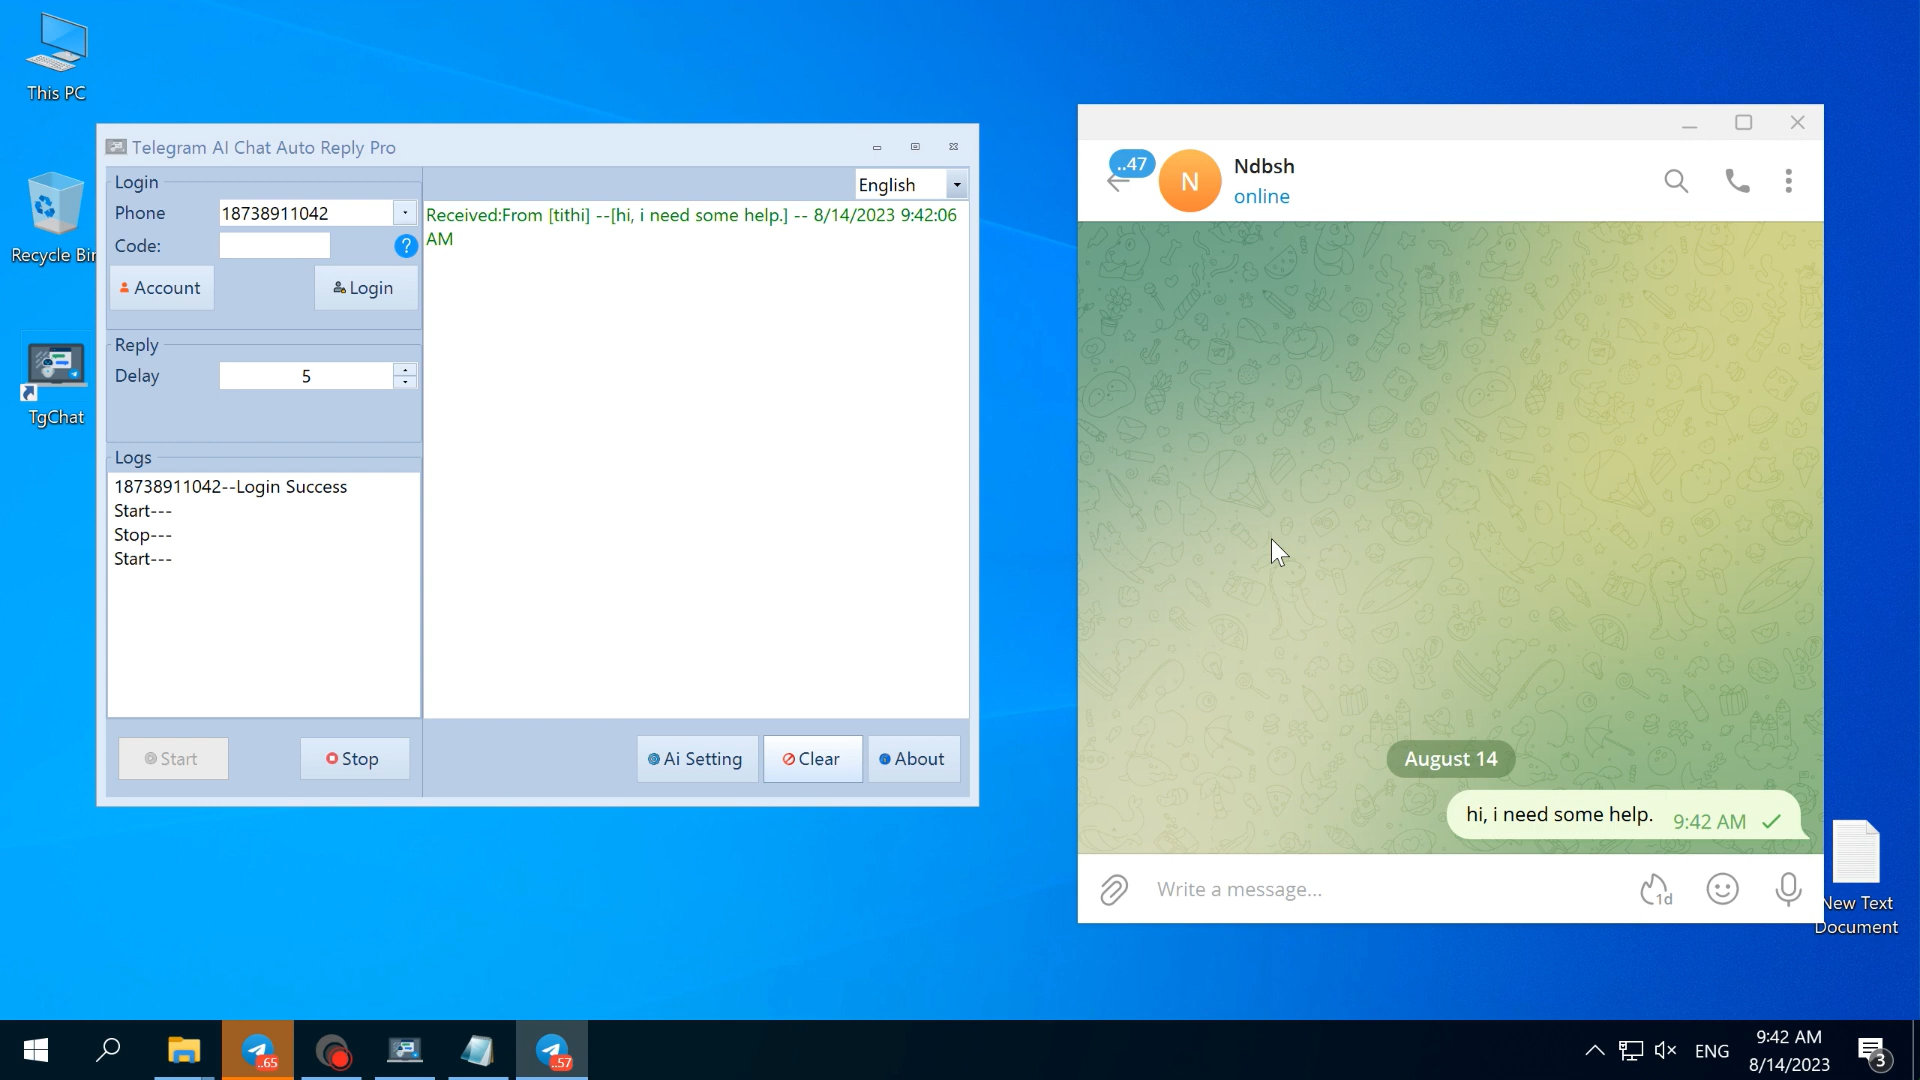 This PC
Recycle Bin
TgChat
Telegram AI Chat Auto Reply Pro
Login
Phone
18738911042
Code:
?
Account
Login
Reply
Delay
5
Logs
18738911042--Login Success
Start---
Stop---
Start---
Start
Stop
English
Received:From [tithi] --[hi, i need some help.] -- 8/14/2023 9:42:06
AM
Ai Setting
Clear
About
..47
N
Ndbsh
online
August 14
hi, i need some help.
9:42 AM
Write a message...
1d
New Text
Document
..65
..57
ENG
9:42 AM
8/14/2023
3